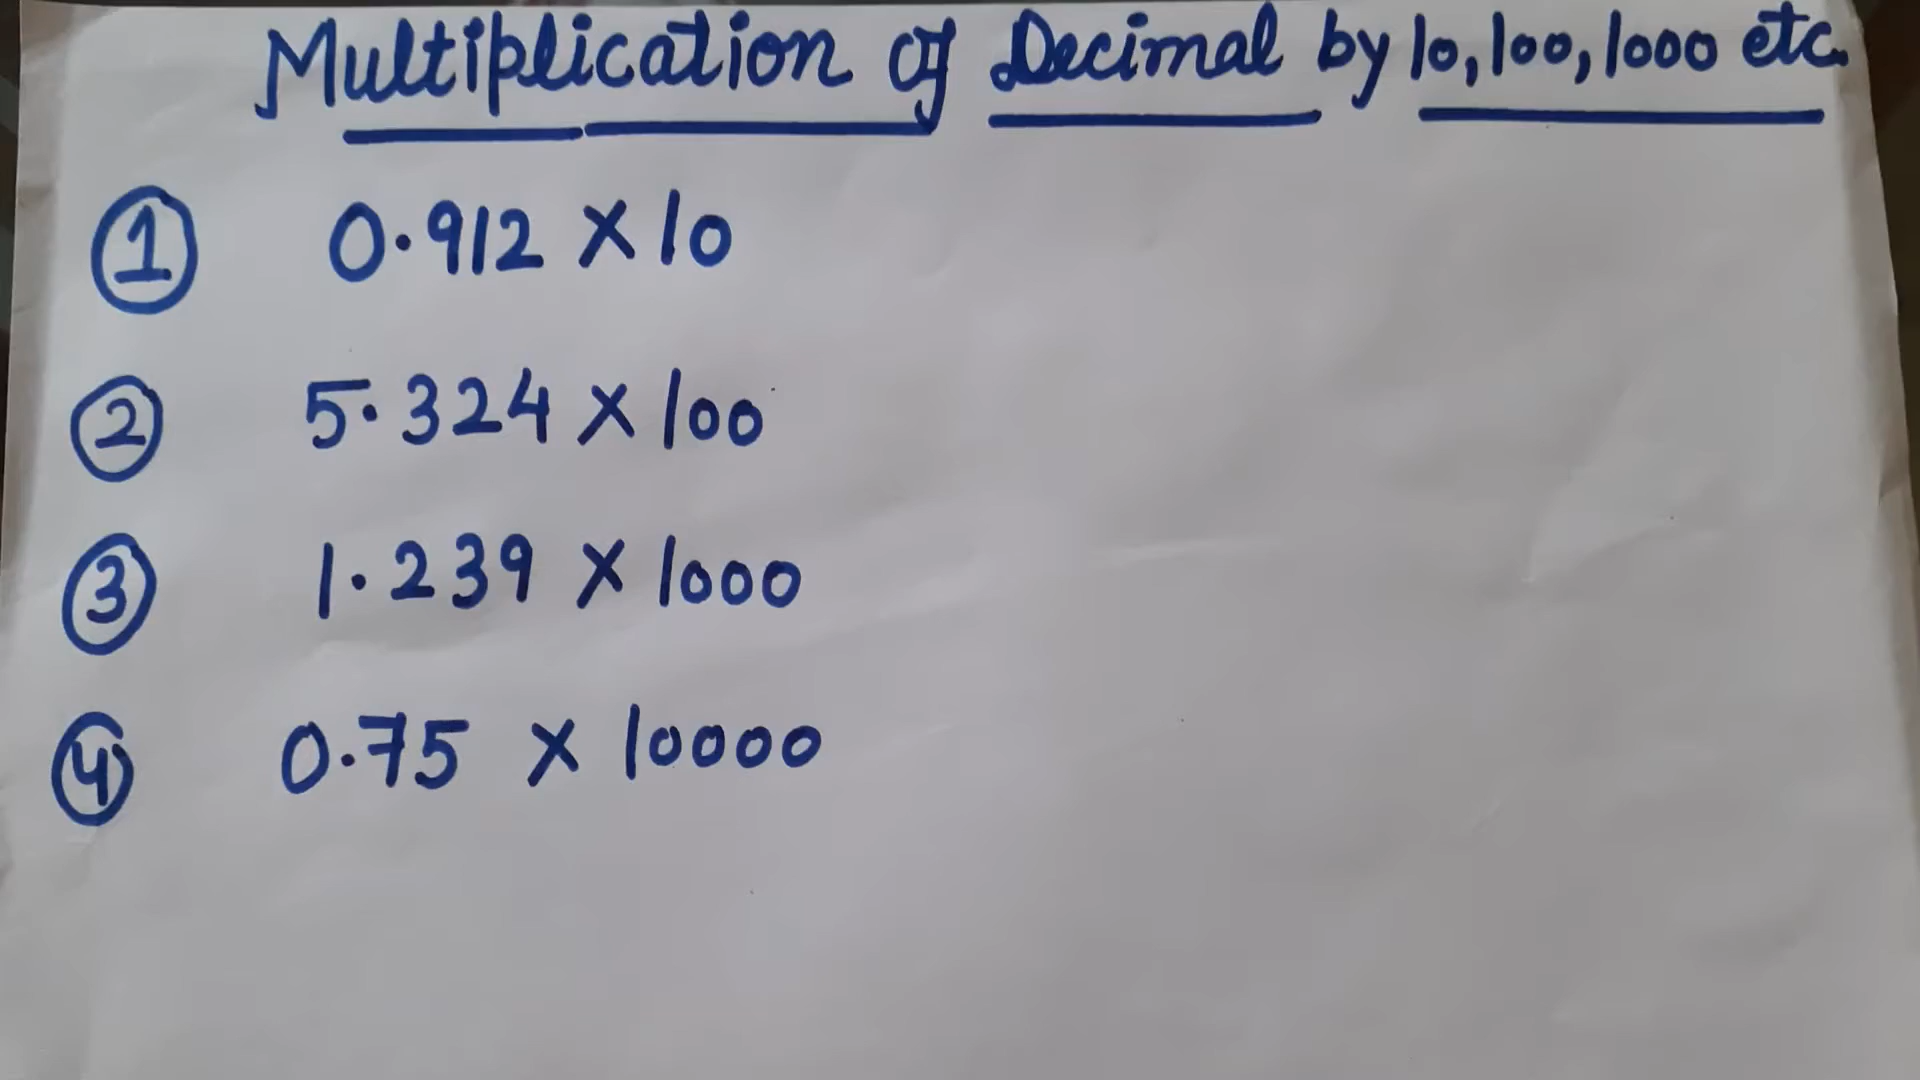 Multiplication of Decimal by 10, 100, 1000 etc.
① 0.912 × 10
② 5.324 × 100
③ 1.239 × 1000
④ 0.75 × 10000